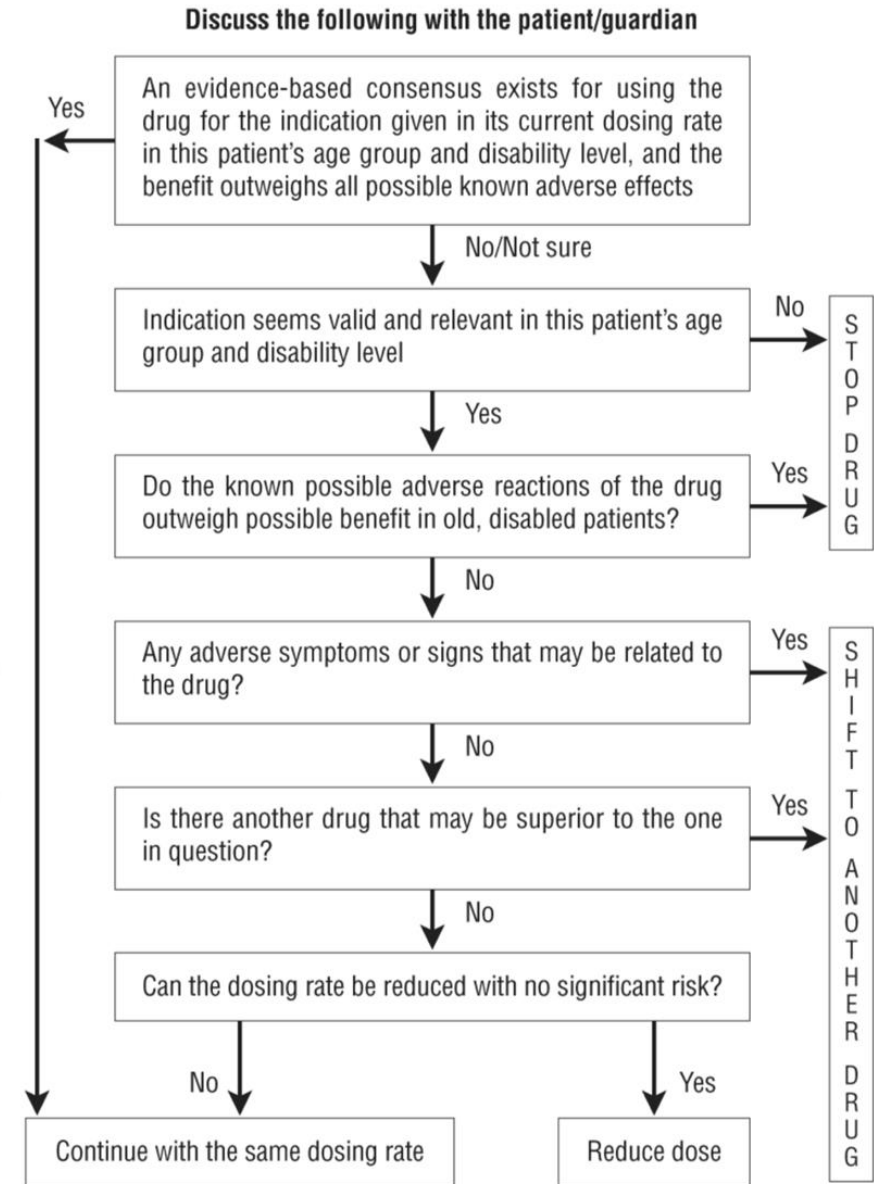 Discuss the following with the patient/guardian
Yes
An evidence-based consensus exists for using the
drug for the indication given in its current dosing rate
in this patient's age group and disability level, and the
benefit outweighs all possible known adverse effects
No/Not sure
Indication seems valid and relevant in this patient's age
group and disability level
No
Yes
Do the known possible adverse reactions of the drug
outweigh possible benefit in old, disabled patients?
Yes
STOP DRUG
No
Any adverse symptoms or signs that may be related to
the drug?
Yes
No
Is there another drug that may be superior to the one
in question?
Yes
SHIFT TO ANOTHER DRUG
No
Can the dosing rate be reduced with no significant risk?
No
Yes
Continue with the same dosing rate
Reduce dose